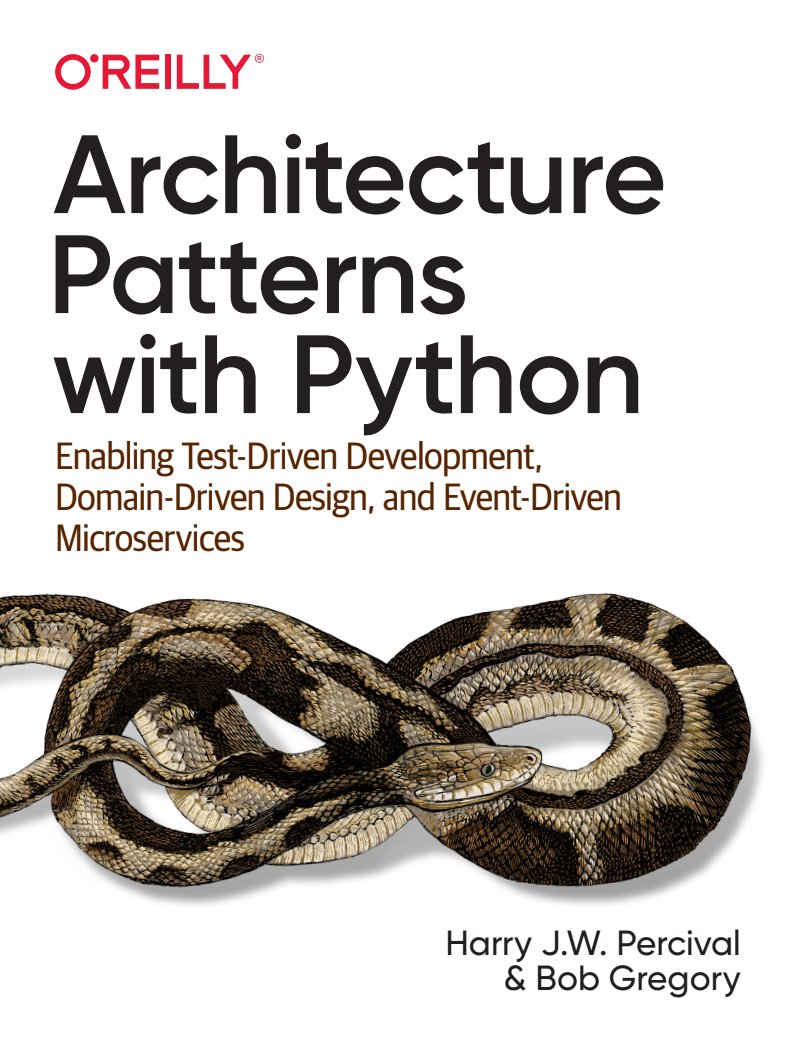 O'REILLY®
Architecture
Patterns
with Python
Enabling Test-Driven Development,
Domain-Driven Design, and Event-Driven
Microservices
Harry J.W. Percival
& Bob Gregory